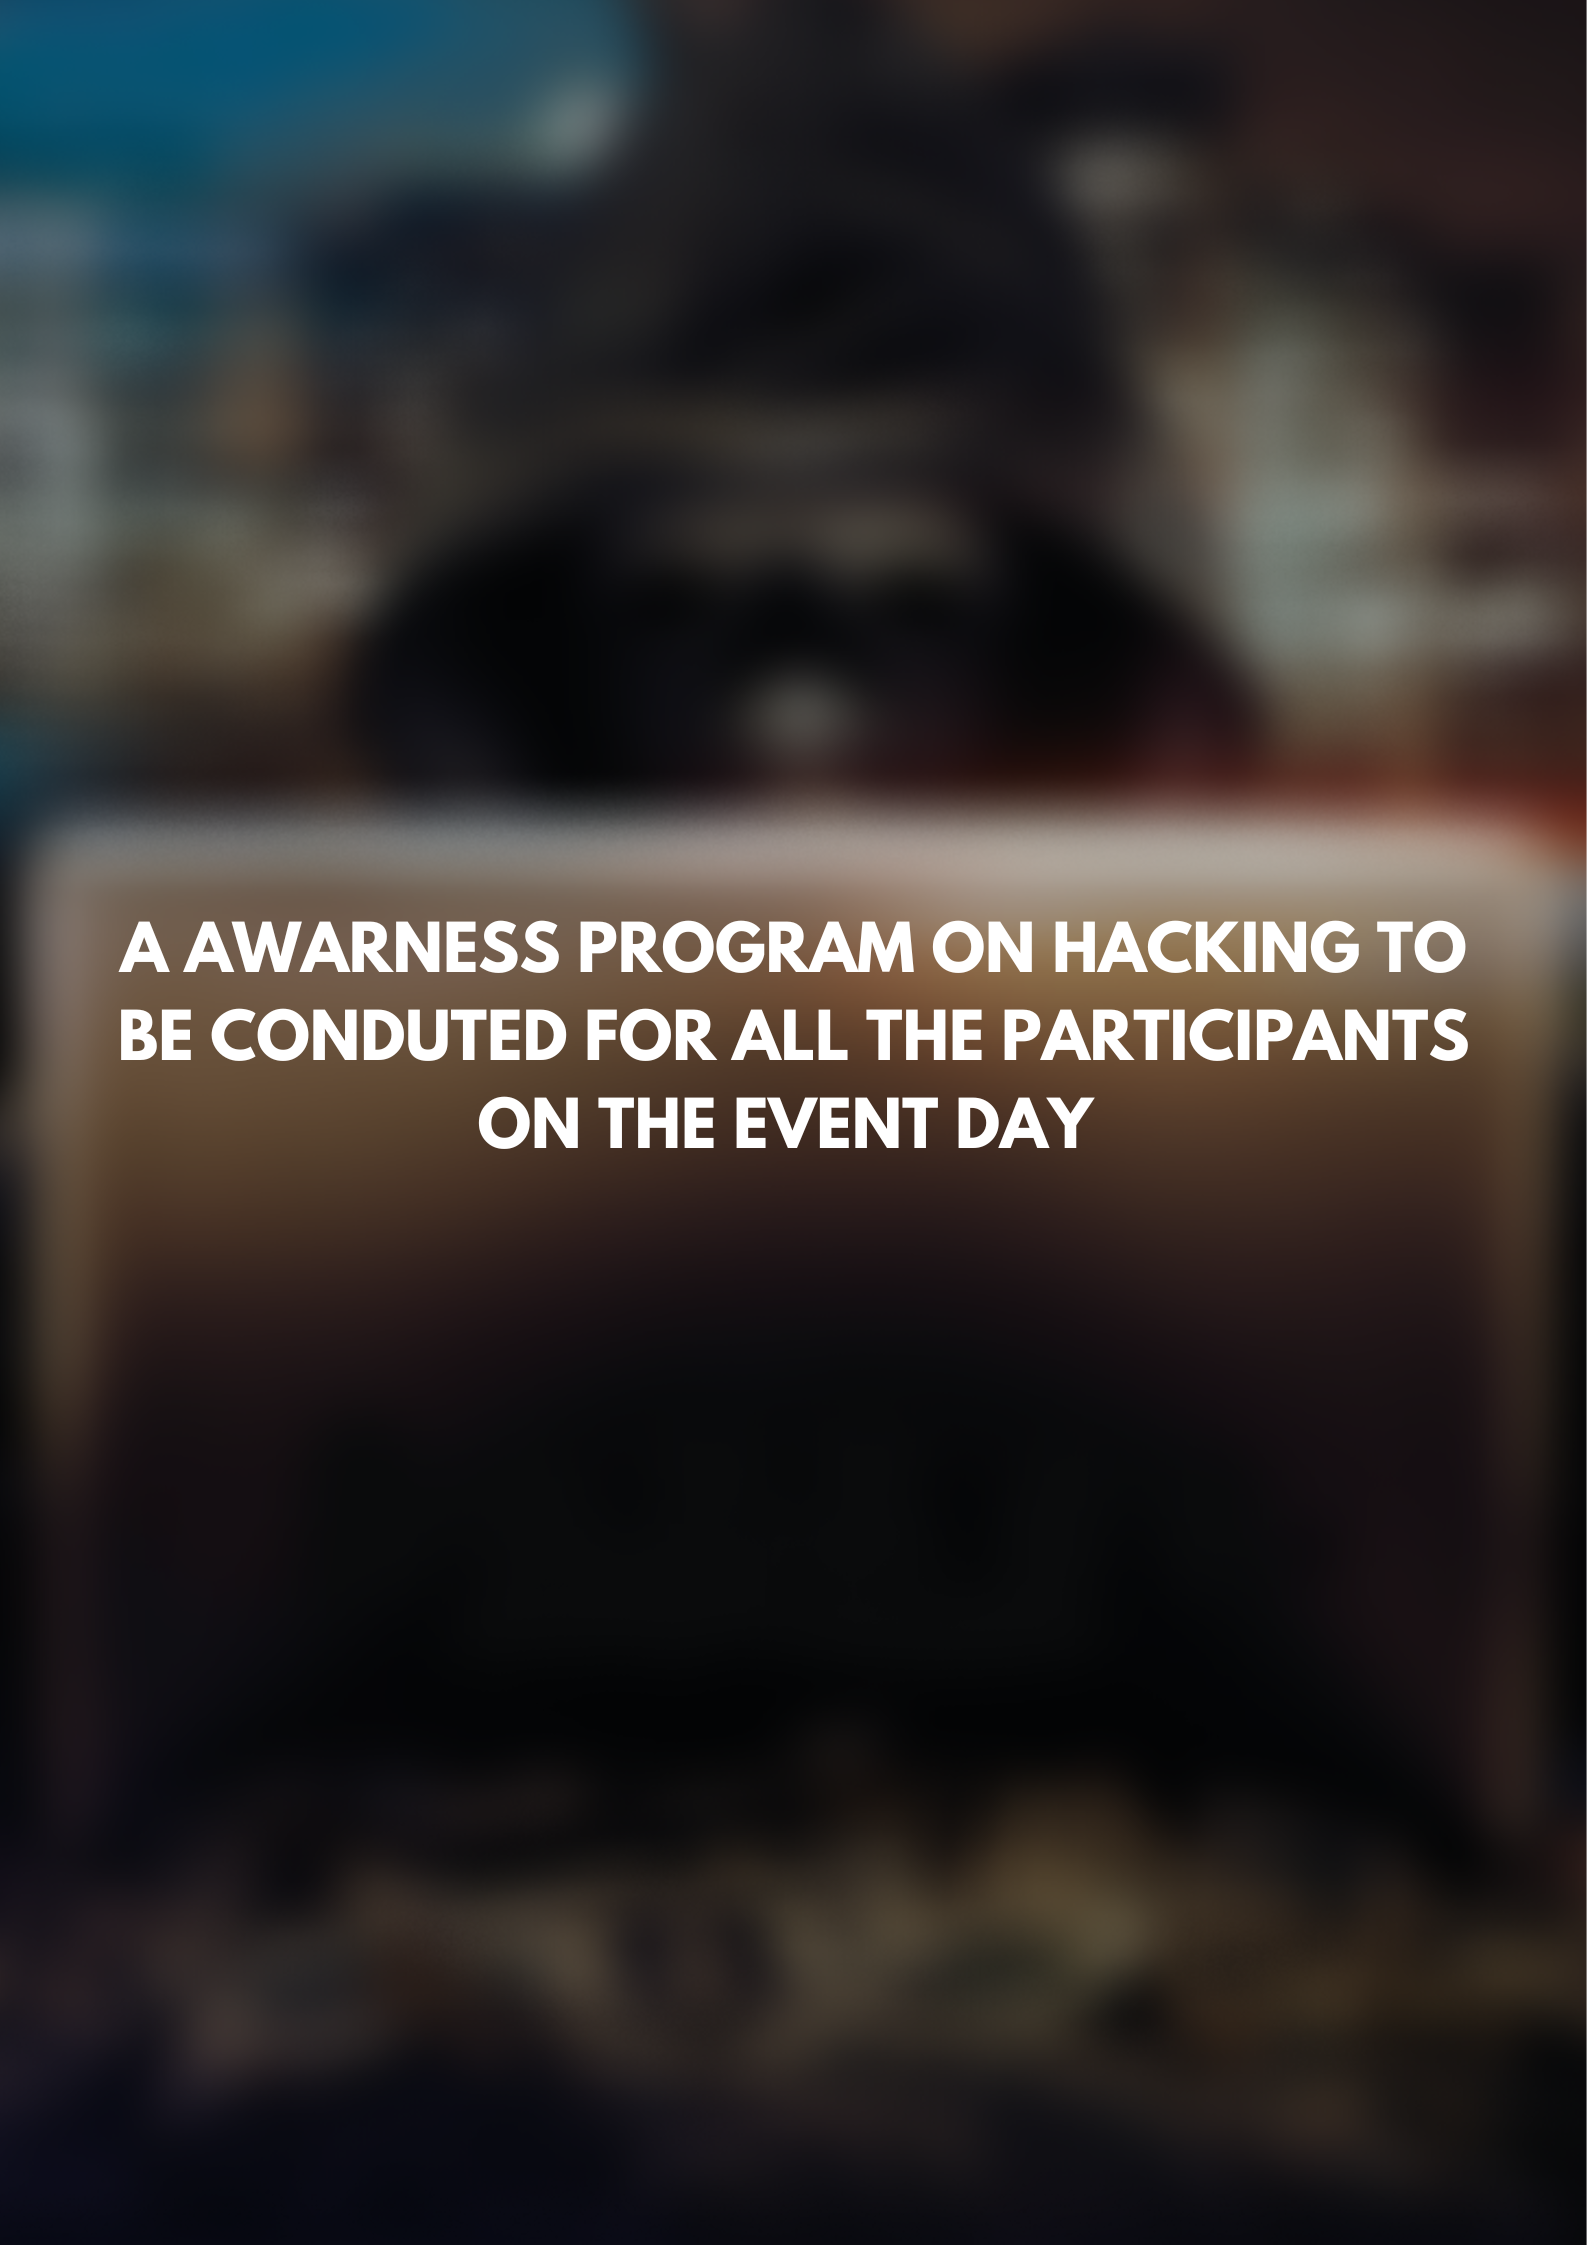 A AWARNESS PROGRAM ON HACKING TO
BE CONDUTED FOR ALL THE PARTICIPANTS
ON THE EVENT DAY